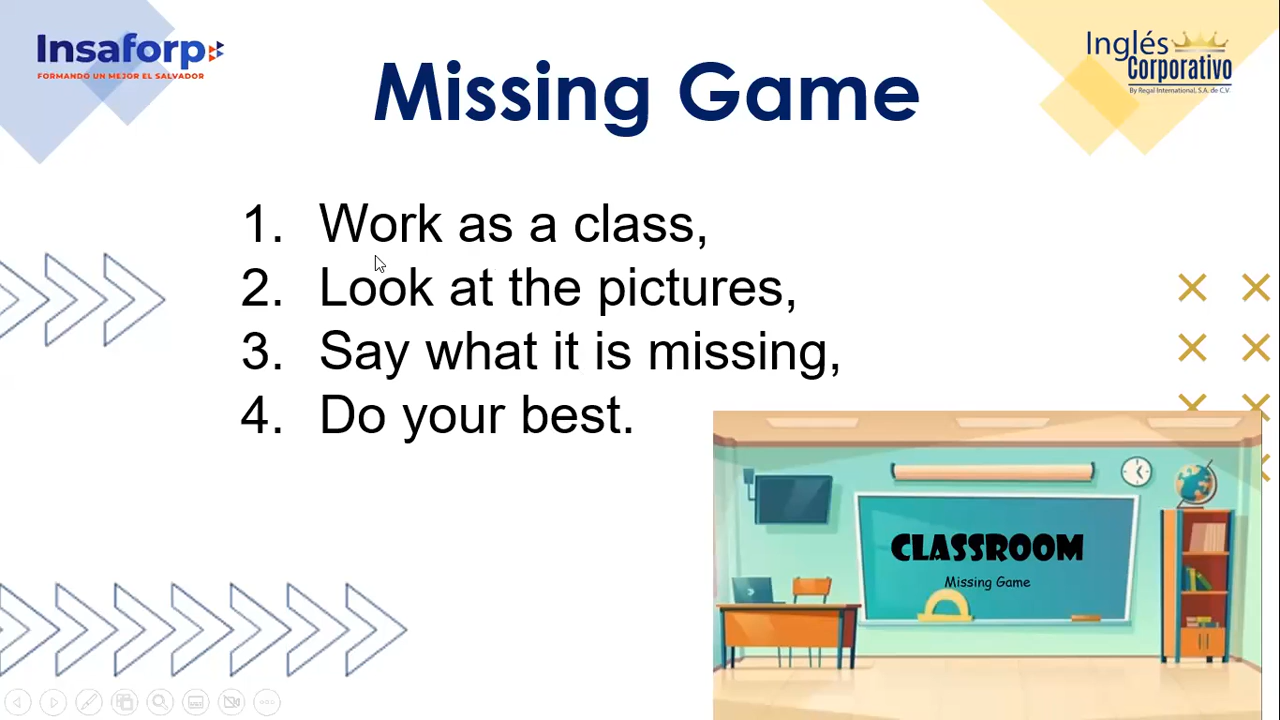 Insaforp
FORMANDO UN MEJOR EL SALVADOR
Inglés
Corporativo
By Regal International, S.A. de C.V.
Missing Game
1. Work as a class,
2. Look at the pictures,
3. Say what it is missing,
4. Do your best.
CLASSROOM
Missing Game